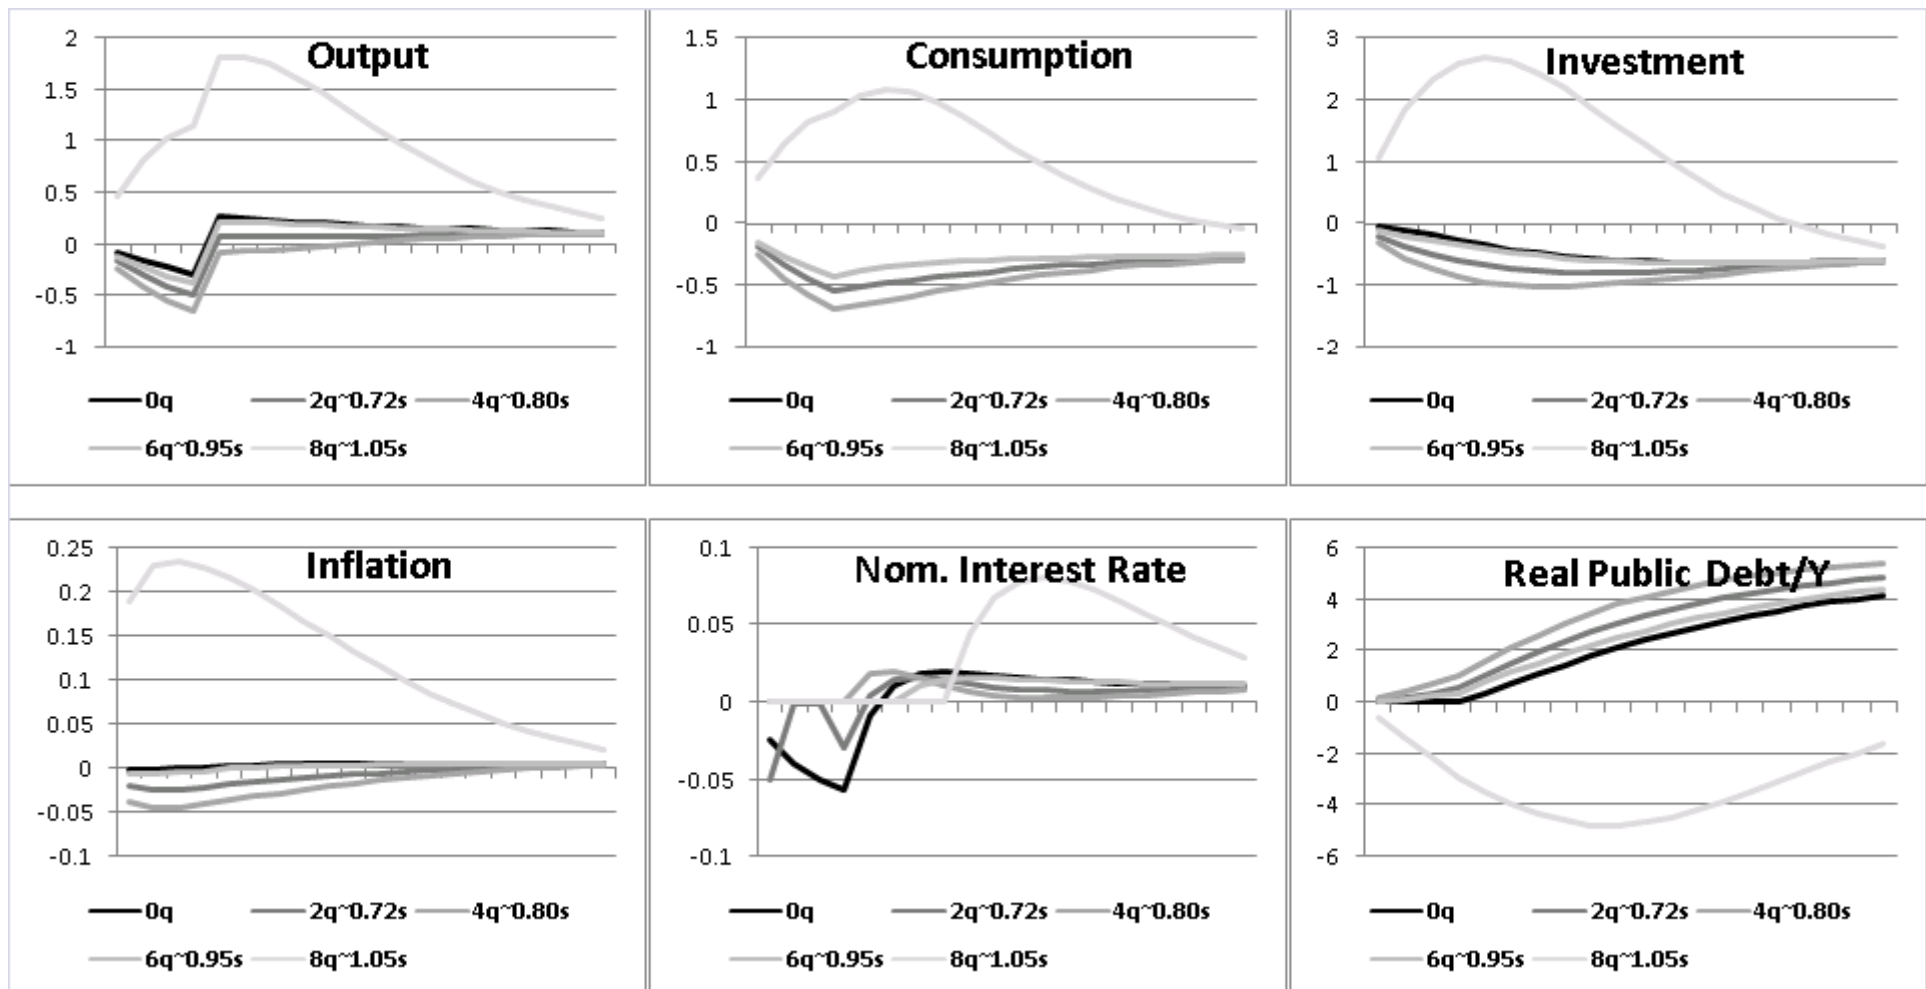 Output
2
1.5
1
0.5
0
-0.5
-1
0q 2q~0.72s 4q~0.80s
6q~0.95s 8q~1.05s
Consumption
1.5
1
0.5
0
-0.5
-1
0q 2q~0.72s 4q~0.80s
6q~0.95s 8q~1.05s
Investment
3
2
1
0
-1
-2
0q 2q~0.72s 4q~0.80s
6q~0.95s 8q~1.05s
Inflation
0.25
0.2
0.15
0.1
0.05
0
-0.05
-0.1
0q 2q~0.72s 4q~0.80s
6q~0.95s 8q~1.05s
Nom. Interest Rate
0.1
0.05
0
-0.05
-0.1
0q 2q~0.72s 4q~0.80s
6q~0.95s 8q~1.05s
Real Public Debt/Y
6
4
2
0
-2
-4
-6
0q 2q~0.72s 4q~0.80s
6q~0.95s 8q~1.05s